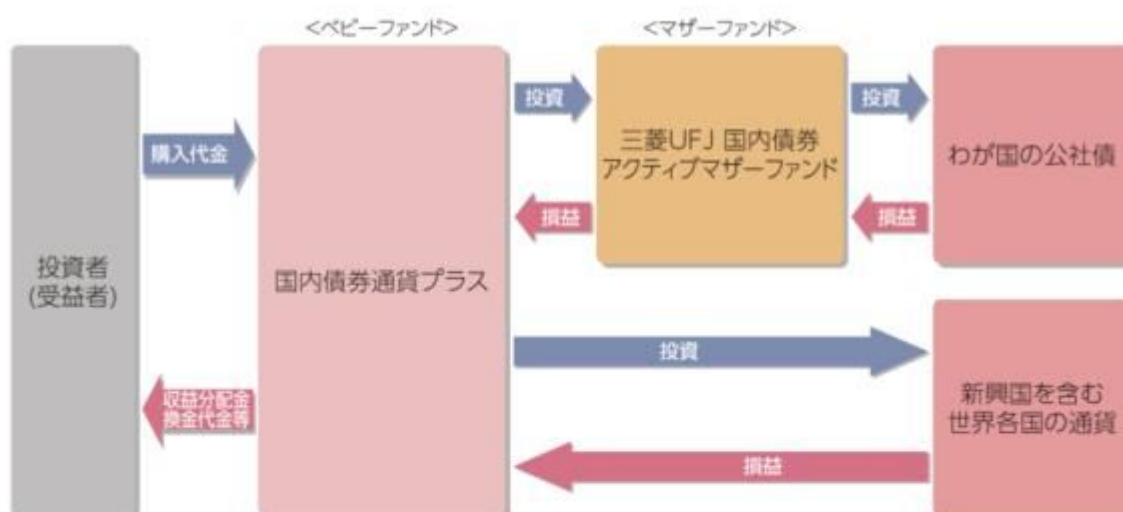 <ベビーファンド>
<マザーファンド>
投資者
(受益者)
購入代金
収益分配金
換金代金等
国内債券通貨プラス
投資
損益
三菱UFJ 国内債券
アクティブマザーファンド
投資
損益
わが国の公社債
投資
損益
新興国を含む
世界各国の通貨